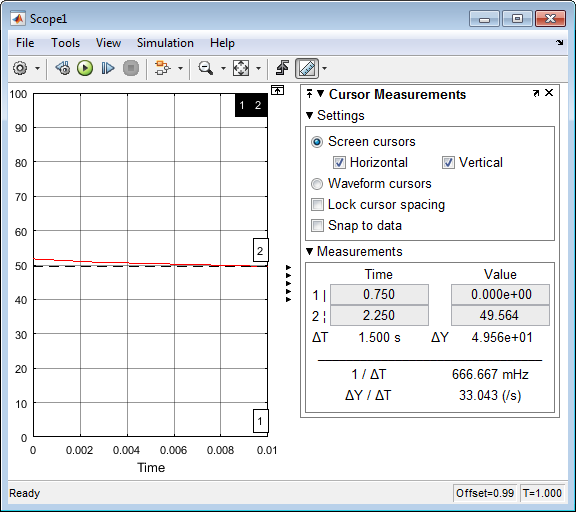 Scope1
File Tools View Simulation Help
100
90
80
70
60
50
40
30
20
10
0
1 2
2
1
0 0.002 0.004 0.006 0.008 0.01
Time
Cursor Measurements
Settings
Screen cursors
Horizontal Vertical
Waveform cursors
Lock cursor spacing
Snap to data
Measurements
Time Value
1 | 0.750 0.000e+00
2 ¦ 2.250 49.564
ΔT 1.500 s ΔY 4.956e+01
1 / ΔT 666.667 mHz
ΔY / ΔT 33.043 (/s)
Ready Offset=0.99 T=1.000